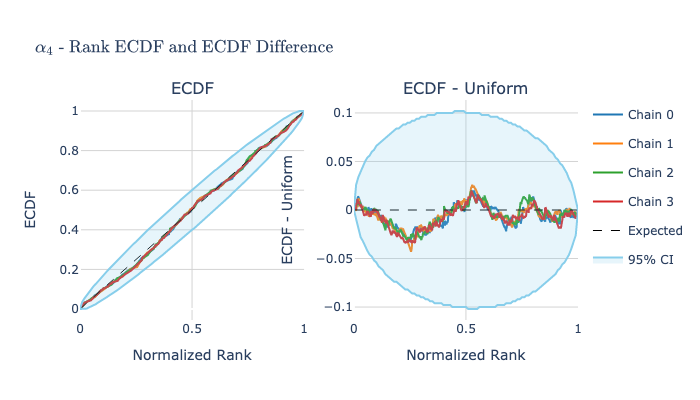 α₄ - Rank ECDF and ECDF Difference
ECDF
ECDF
1
0.8
0.6
0.4
0.2
0
0
0.5
1
Normalized Rank
ECDF - Uniform
ECDF - Uniform
0.1
0.05
0
−0.05
−0.1
0
0.5
1
Normalized Rank
Chain 0
Chain 1
Chain 2
Chain 3
Expected
95% CI